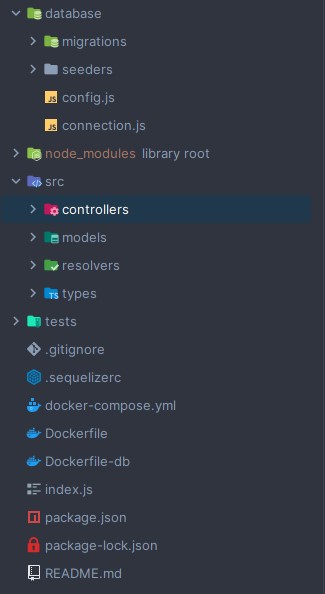 database
migrations
seeders
config.js
connection.js
node_modules library root
src
controllers
models
resolvers
types
tests
.gitignore
.sequelizerc
docker-compose.yml
Dockerfile
Dockerfile-db
index.js
package.json
package-lock.json
README.md